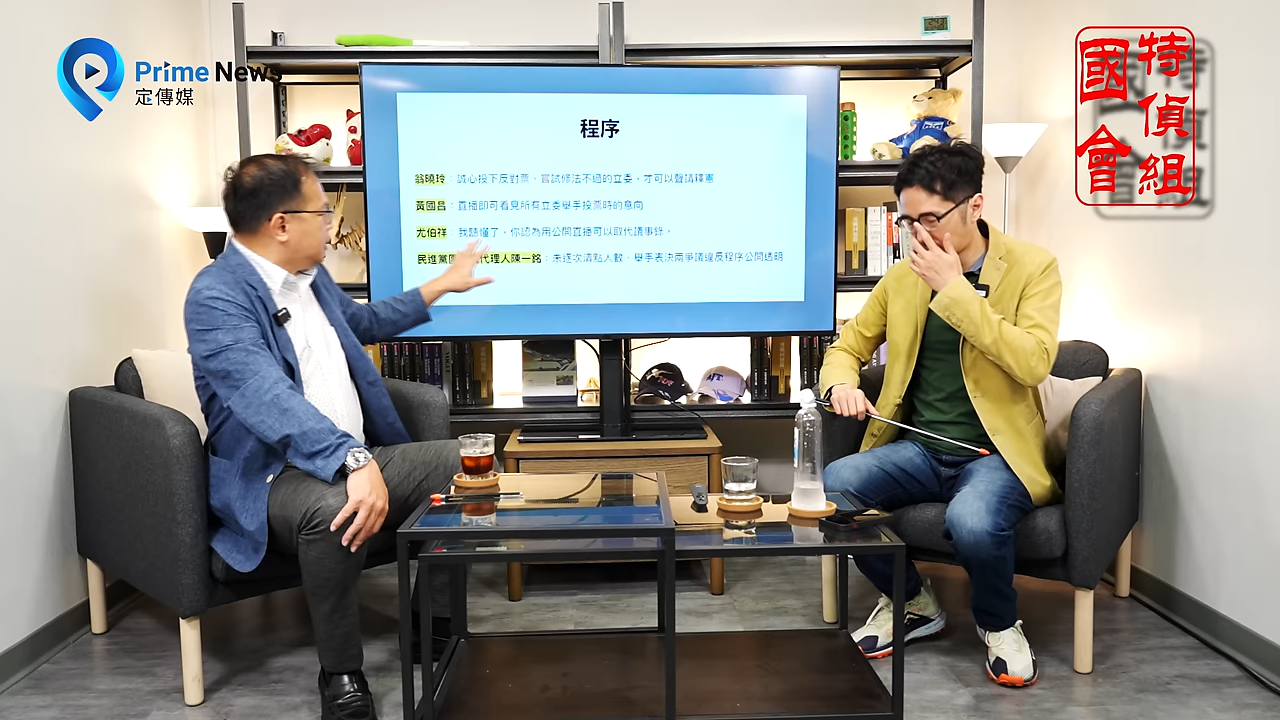 Prime News
定傳媒
國會
特偵組
程序
翁曉玲：誠心投下反對票、嘗試修法不過的立委，才可以聲請釋憲
黃國昌：直播即可看見所有立委舉手投票時的意向
尤伯祥：我聽懂了，你認為用公開直播可以取代議事錄。
民進黨團 代理人陳一銘：未逐次清點人數、舉手表決兩爭議違反程序公開透明